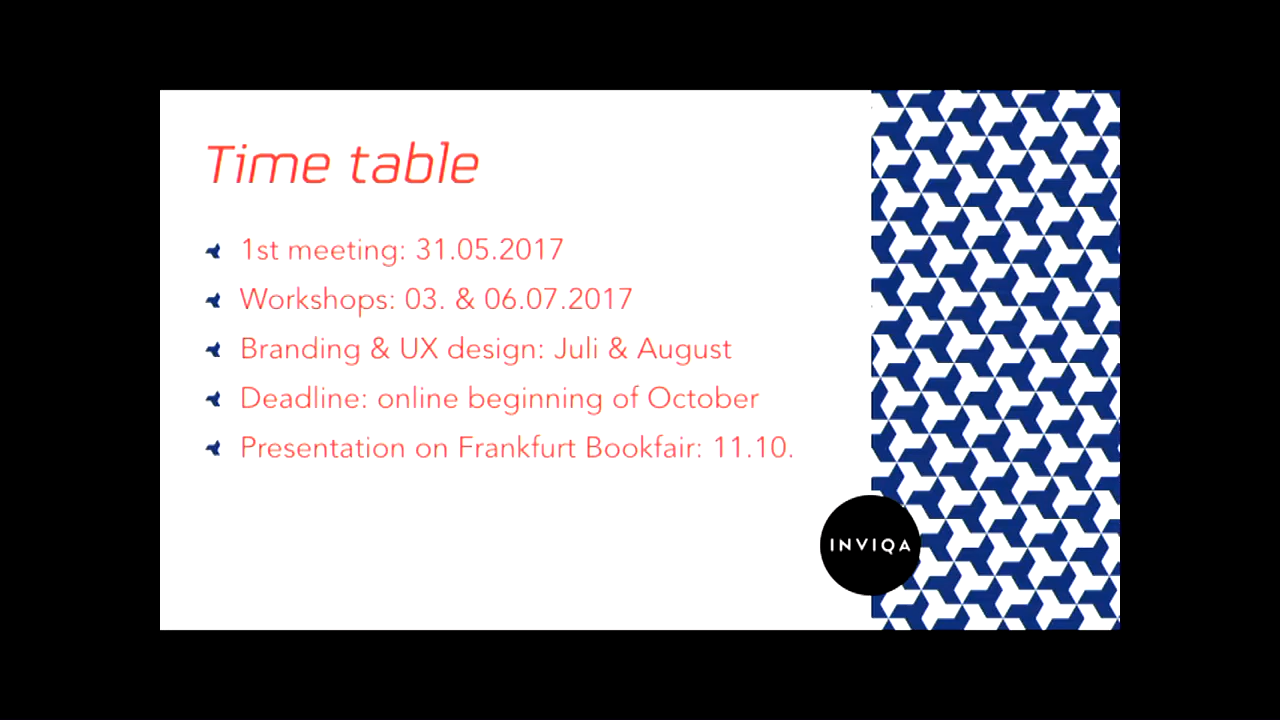 Time table
1st meeting: 31.05.2017
Workshops: 03. & 06.07.2017
Branding & UX design: Juli & August
Deadline: online beginning of October
Presentation on Frankfurt Bookfair: 11.10.
INVIQA